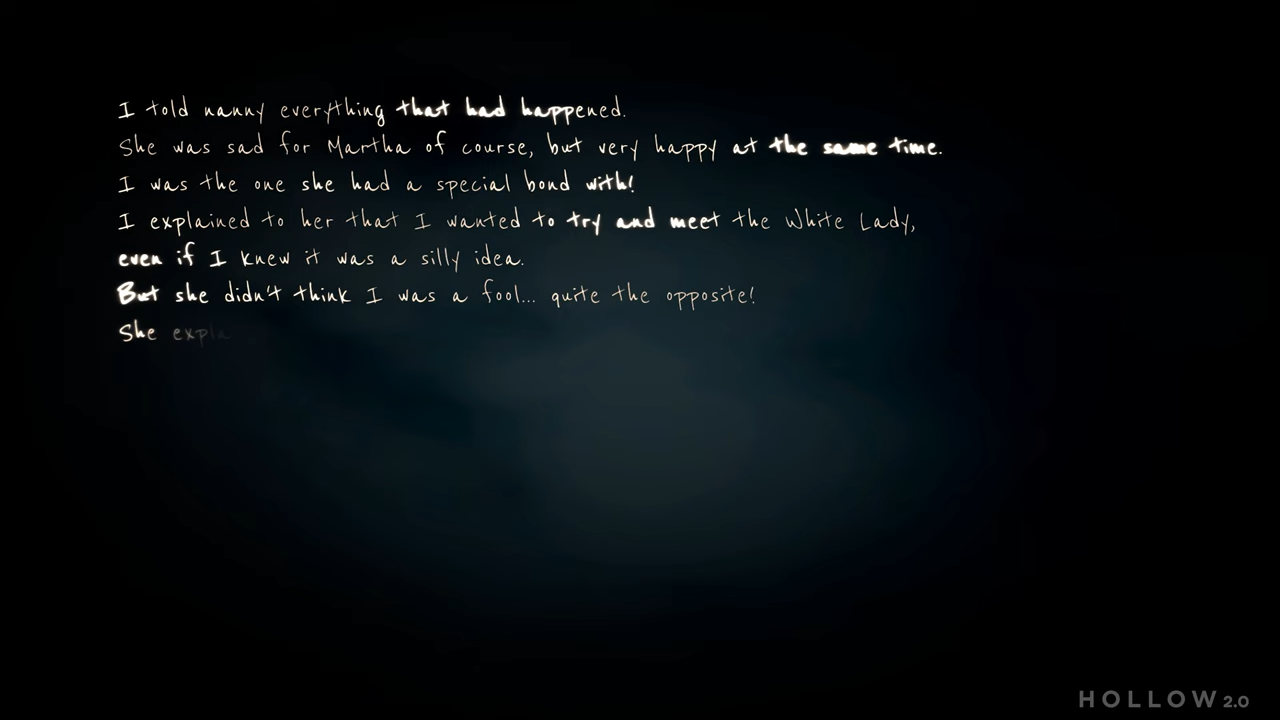 I told nanny everything that had happened.
She was sad for Martha of course, but very happy at the same time.
I was the one she had a special bond with!
I explained to her that I wanted to try and meet the White Lady,
even if I knew it was a silly idea.
But she didn't think I was a fool... quite the opposite!
She expla
HOLLOW 2.0